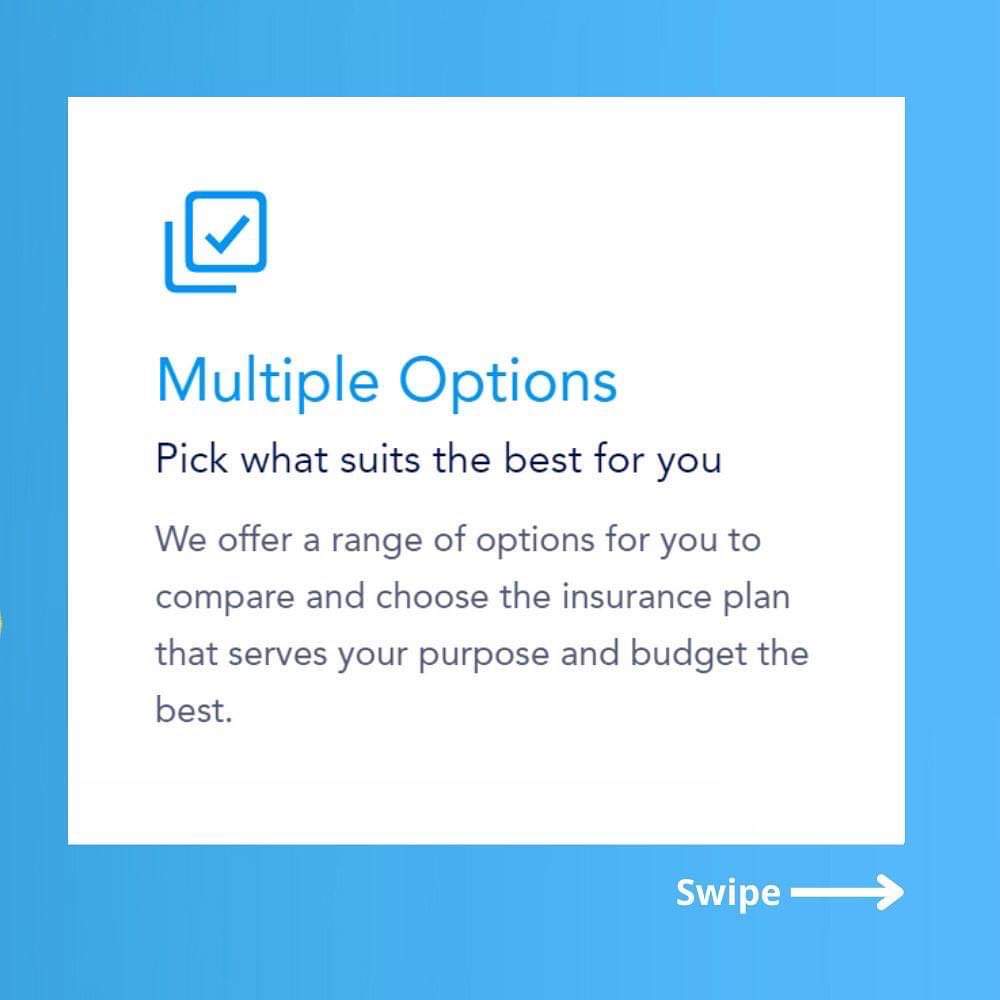 Multiple Options
Pick what suits the best for you
We offer a range of options for you to
compare and choose the insurance plan
that serves your purpose and budget the
best.
Swipe